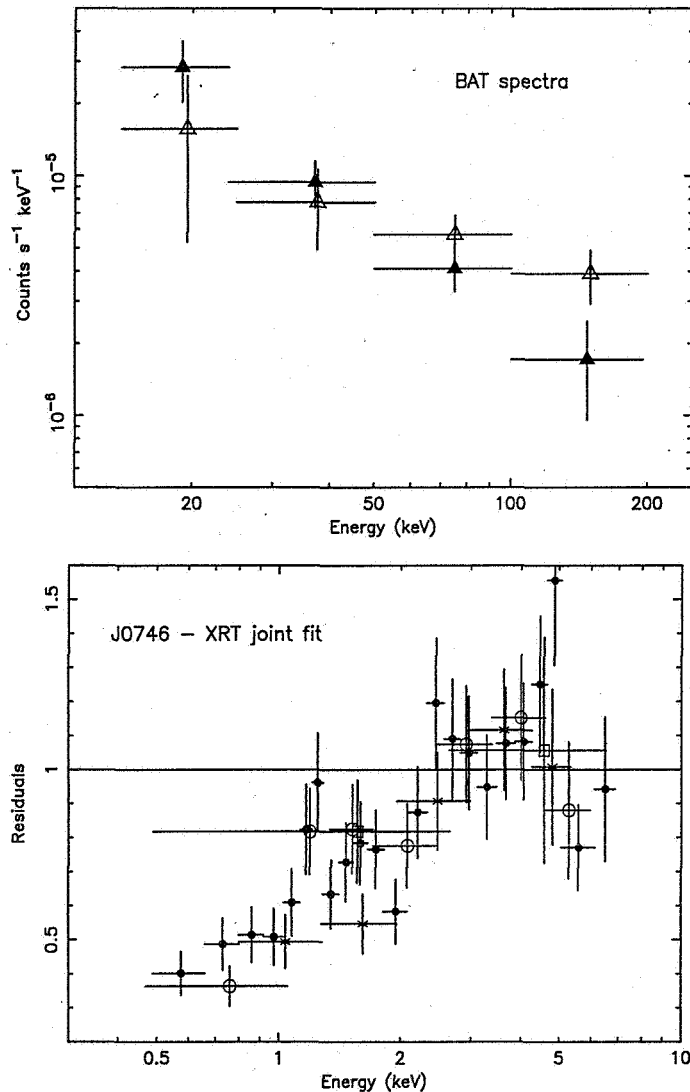 BAT spectra
Counts s⁻¹ keV⁻¹
10⁻⁵
10⁻⁶
20
50
100
200
Energy (keV)
J0746 – XRT joint fit
Residuals
1.5
1
0.5
0.5
1
2
5
10
Energy (keV)